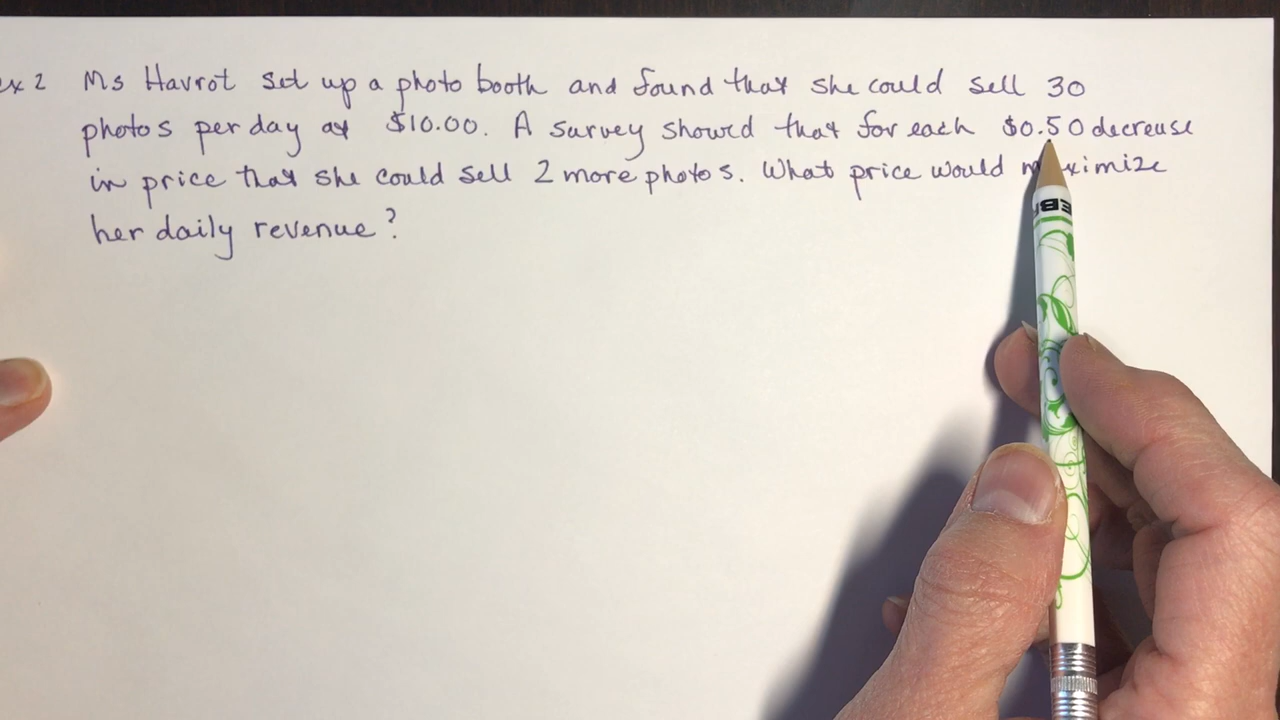 ex 2 Ms Havrot set up a photo booth and found that she could sell 30
photos per day at $10.00. A survey showed that for each $0.50 decrease
in price that she could sell 2 more photos. What price would maximize
her daily revenue?